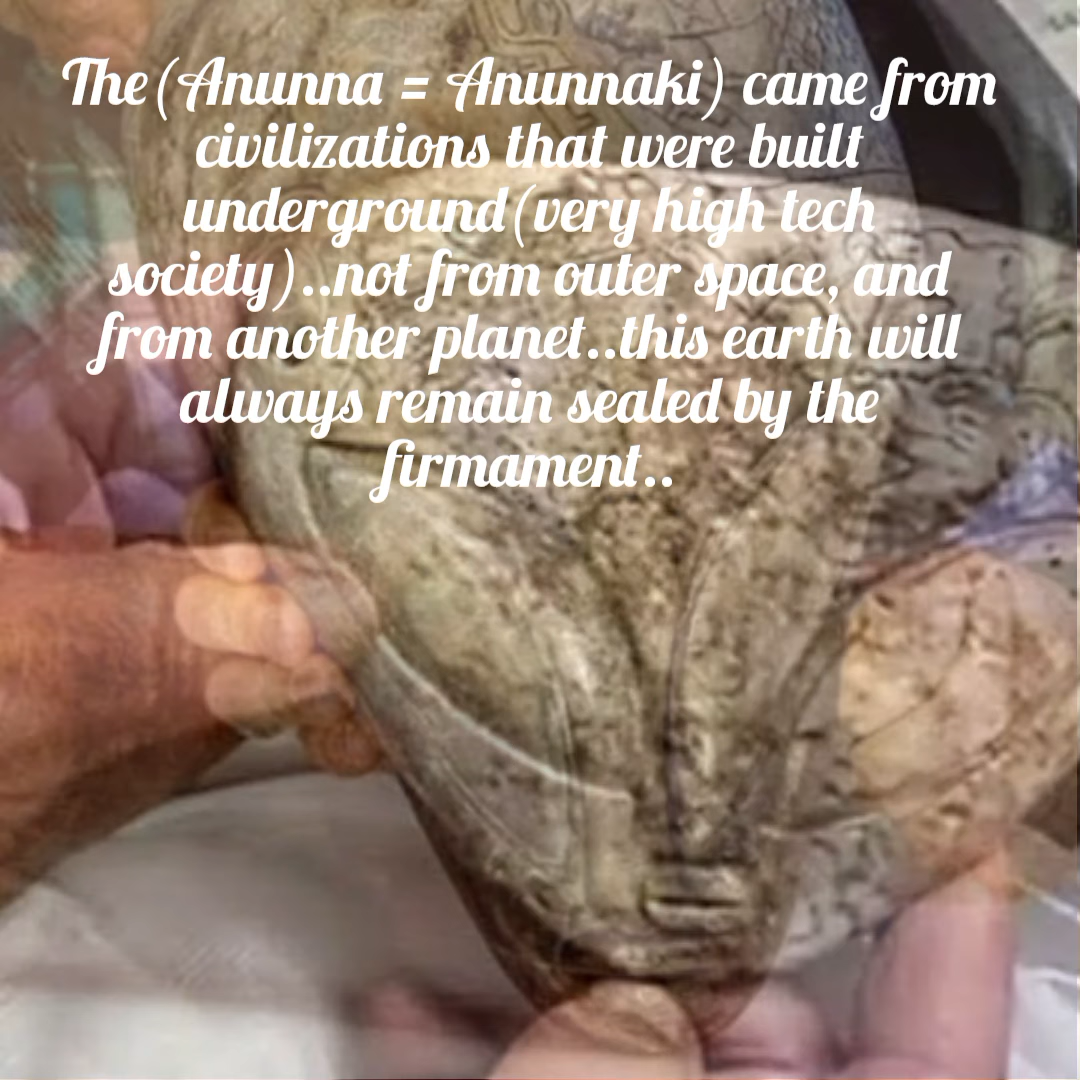 The(Anunna = Anunnaki) came from
civilizations that were built
underground(very high tech
society)..not from outer space, and
from another planet..this earth will
always remain sealed by the
firmament..